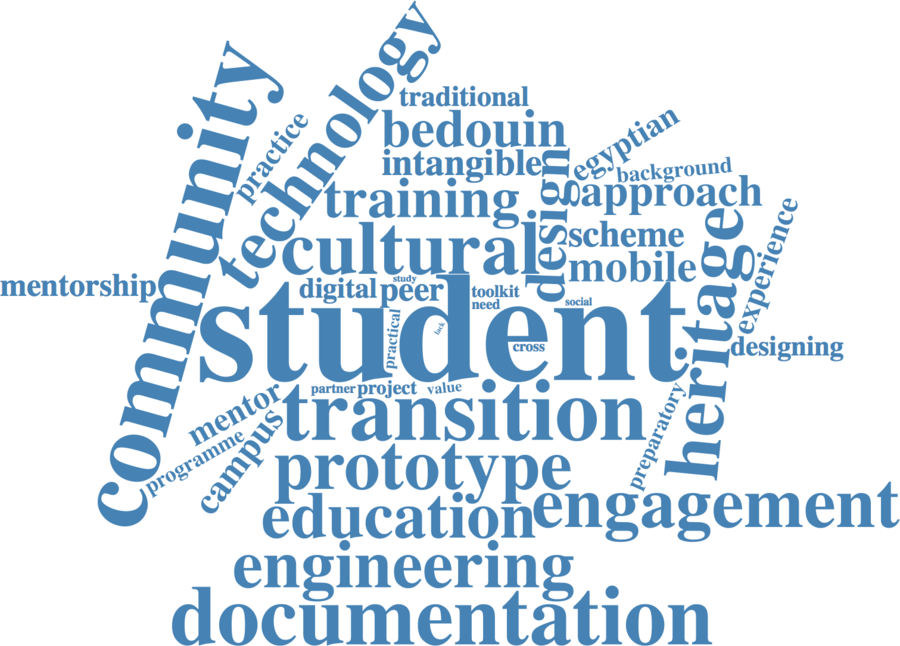 technology
community
traditional
practice
bedouin
egyptian
intangible
background
training
design
approach
cultural
scheme
heritage
experience
mobile
mentorship
study
digital
peer
toolkit
need
social
student
practical
lack
cross
designing
partner
project
value
mentor
transition
preparatory
programme
campus
prototype
education
engagement
engineering
documentation